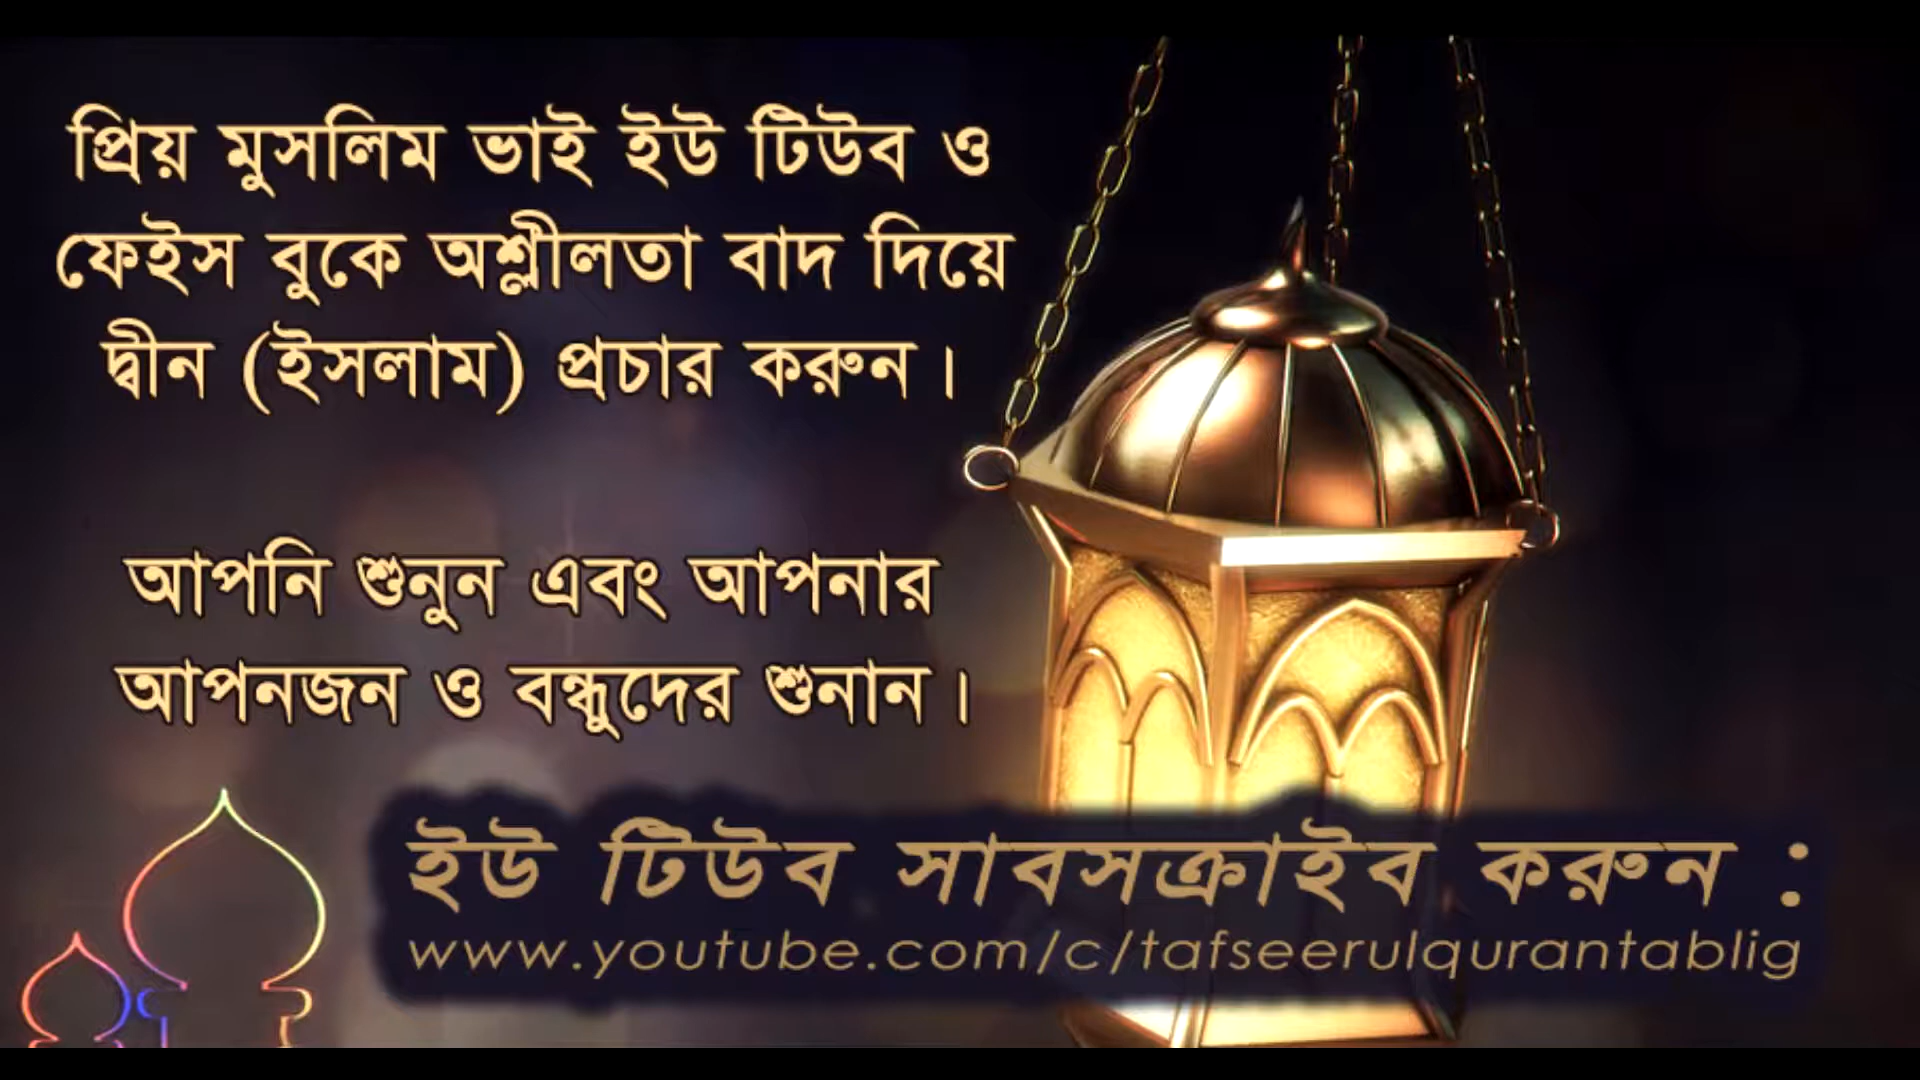 প্রিয় মুসলিম ভাই ইউ টিউব ও
ফেইস বুকে অশ্লীলতা বাদ দিয়ে
দ্বীন (ইসলাম) প্রচার করুন।
আপনি শুনুন এবং আপনার
আপনজন ও বন্ধুদের শুনান।
ইউ টিউব সাবসক্রাইব করুন :
www.youtube.com/c/tafseerulqurantablig